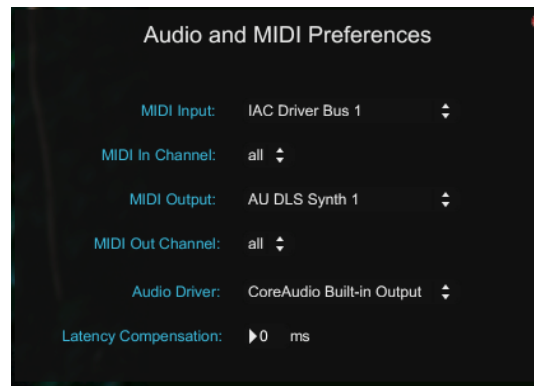 Audio and MIDI Preferences
MIDI Input: IAC Driver Bus 1
MIDI In Channel: all
MIDI Output: AU DLS Synth 1
MIDI Out Channel: all
Audio Driver: CoreAudio Built-in Output
Latency Compensation: 0 ms